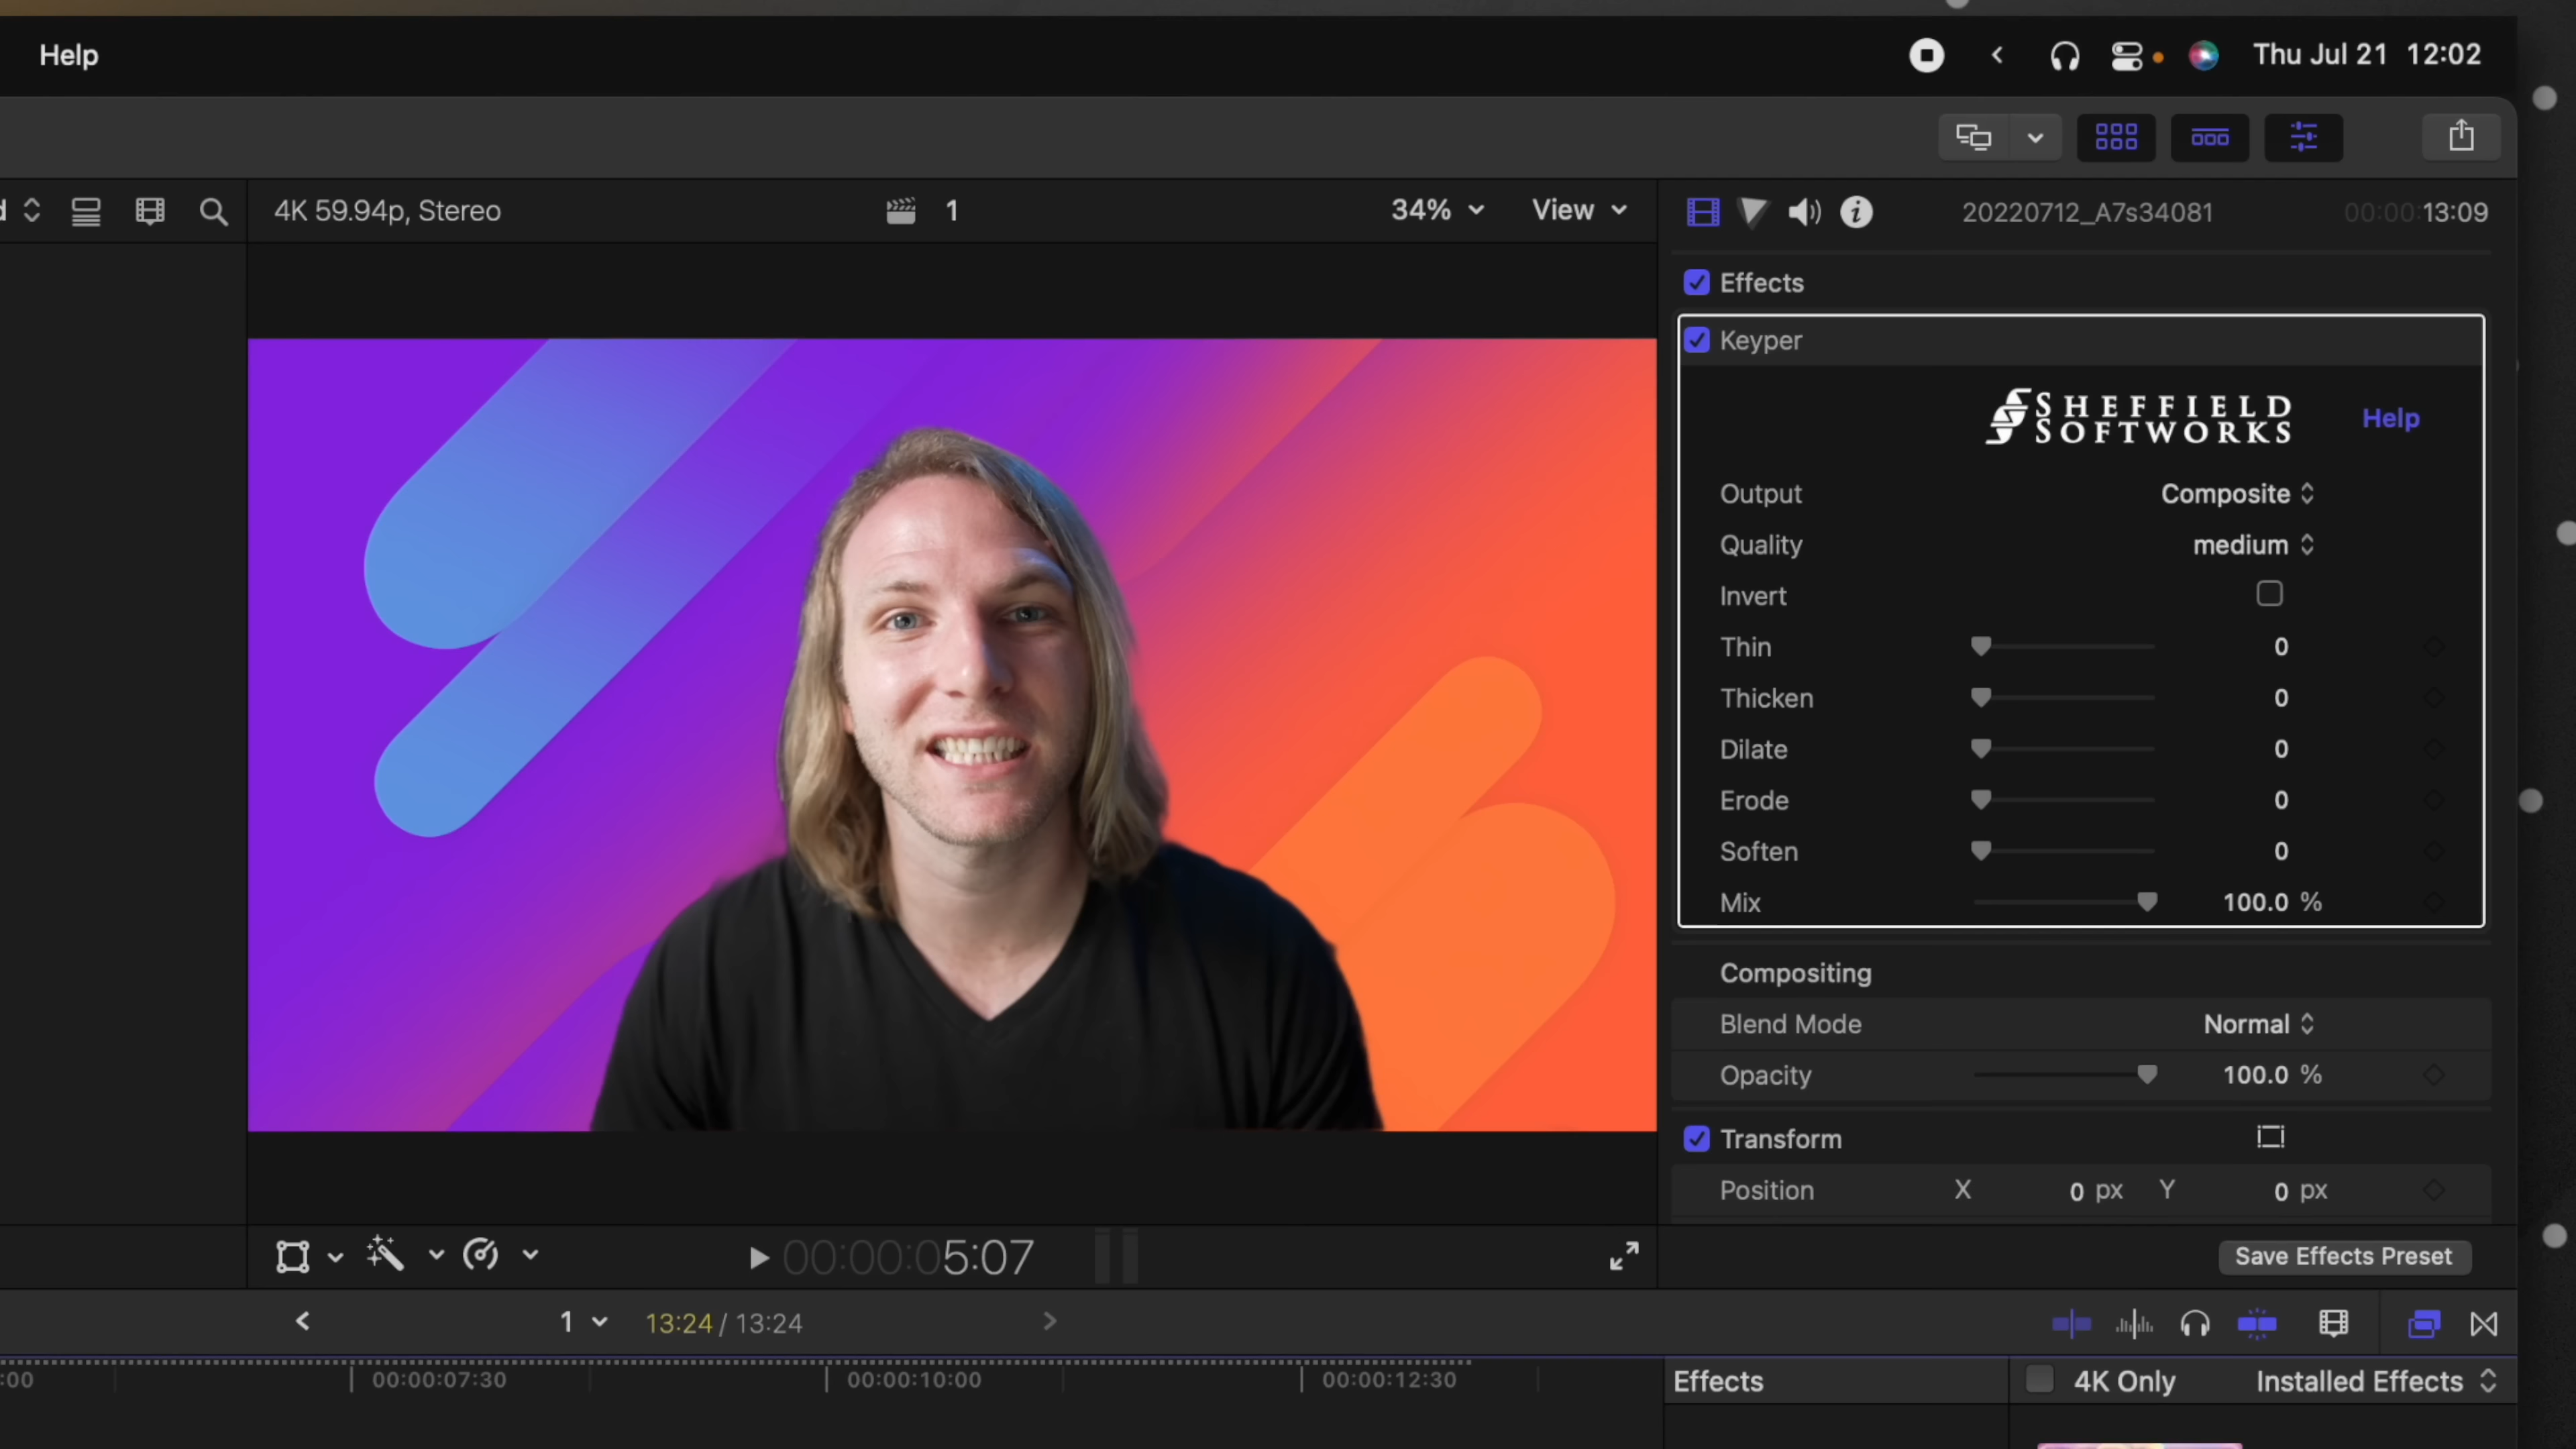 Help
Thu Jul 21 12:02
4K 59.94p, Stereo
1
34%
View
20220712_A7s34081
00:00:13:09
Effects
Keyper
SHEFFIELD
SOFTWORKS
Help
Output Composite
Quality medium
Invert
Thin 0
Thicken 0
Dilate 0
Erode 0
Soften 0
Mix 100.0 %
Compositing
Blend Mode Normal
Opacity 100.0 %
Transform
Position X 0 px Y 0 px
00:00:05:07
Save Effects Preset
1
13:24 / 13:24
:00
00:00:07:30
00:00:10:00
00:00:12:30
Effects
4K Only
Installed Effects